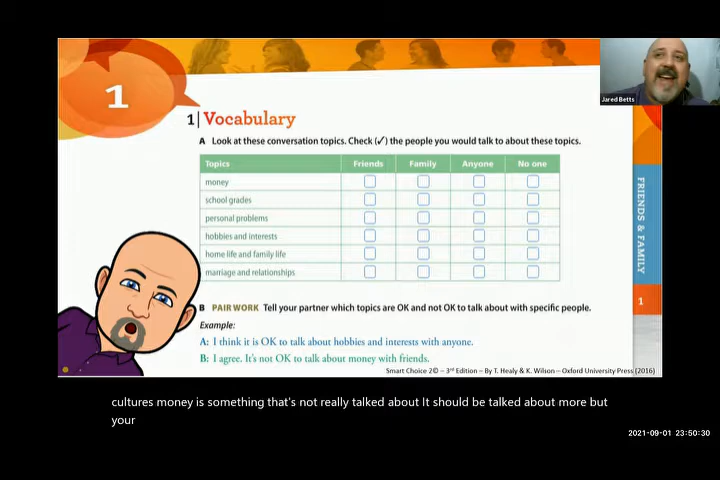 1
Jared Betts
1 Vocabulary
A Look at these conversation topics. Check (✓) the people you would talk to about these topics.
Topics Friends Family Anyone No one
money
school grades
personal problems
hobbies and interests
home life and family life
marriage and relationships
FRIENDS & FAMILY
1
B PAIR WORK Tell your partner which topics are OK and not OK to talk about with specific people.
Example:
A: I think it is OK to talk about hobbies and interests with anyone.
B: I agree. It's not OK to talk about money with friends.
Smart Choice 2© – 3rd Edition – By T. Healy & K. Wilson – Oxford University Press (2016)
cultures money is something that's not really talked about It should be talked about more but
your
2021-09-01 23:50:30